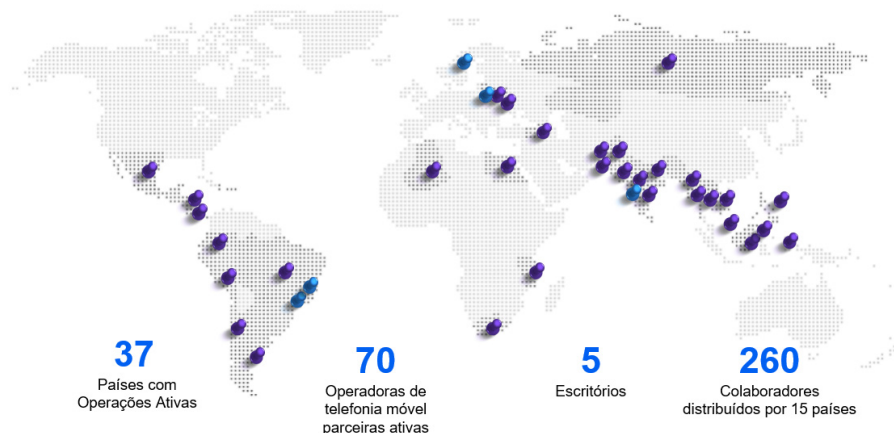 37
Países com
Operações Ativas
70
Operadoras de
telefonia móvel
parceiras ativas
5
Escritórios
260
Colaboradores
distribuídos por 15 países